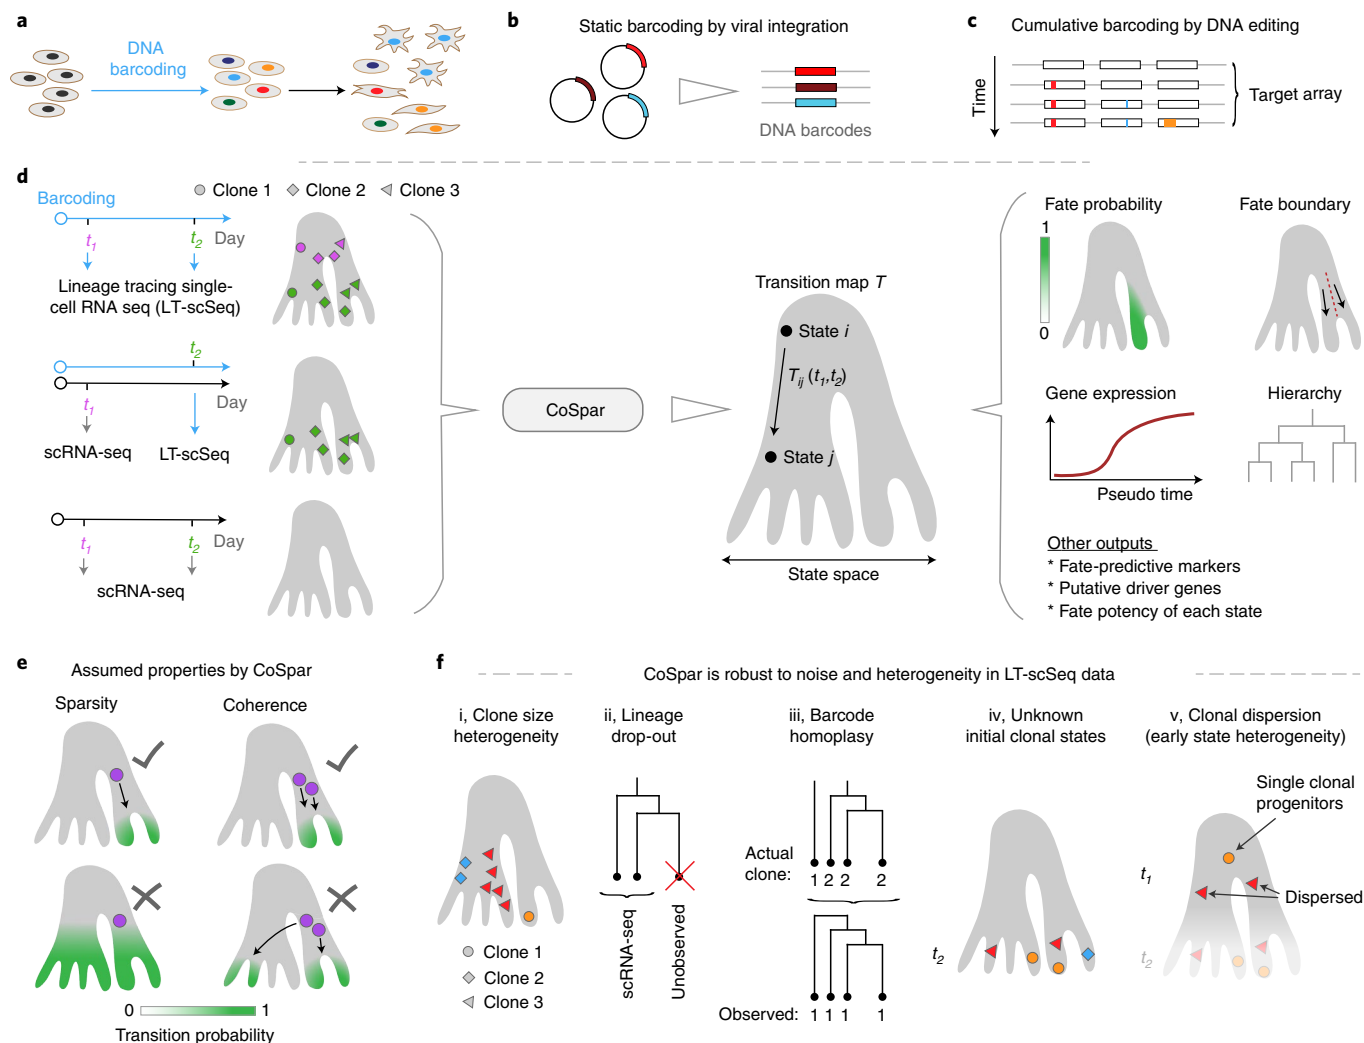 a
DNA
barcoding
b
Static barcoding by viral integration
DNA barcodes
c
Cumulative barcoding by DNA editing
Time
Target array
d
Clone 1
Clone 2
Clone 3
Barcoding
t1
t2
Day
Lineage tracing single-
cell RNA seq (LT-scSeq)
t2
t1
Day
scRNA-seq
LT-scSeq
t1
t2
Day
scRNA-seq
CoSpar
Transition map T
State i
Tij (t1,t2)
State j
State space
Fate probability
1
0
Fate boundary
Gene expression
Pseudo time
Hierarchy
Other outputs
* Fate-predictive markers
* Putative driver genes
* Fate potency of each state
e
Assumed properties by CoSpar
Sparsity
Coherence
0
1
Transition probability
f
CoSpar is robust to noise and heterogeneity in LT-scSeq data
i, Clone size
heterogeneity
Clone 1
Clone 2
Clone 3
ii, Lineage
drop-out
scRNA-seq
Unobserved
iii, Barcode
homoplasy
Actual
clone: 1 2 2 2
Observed: 1 1 1 1
iv, Unknown
initial clonal states
t2
v, Clonal dispersion
(early state heterogeneity)
Single clonal
progenitors
t1
Dispersed
t2